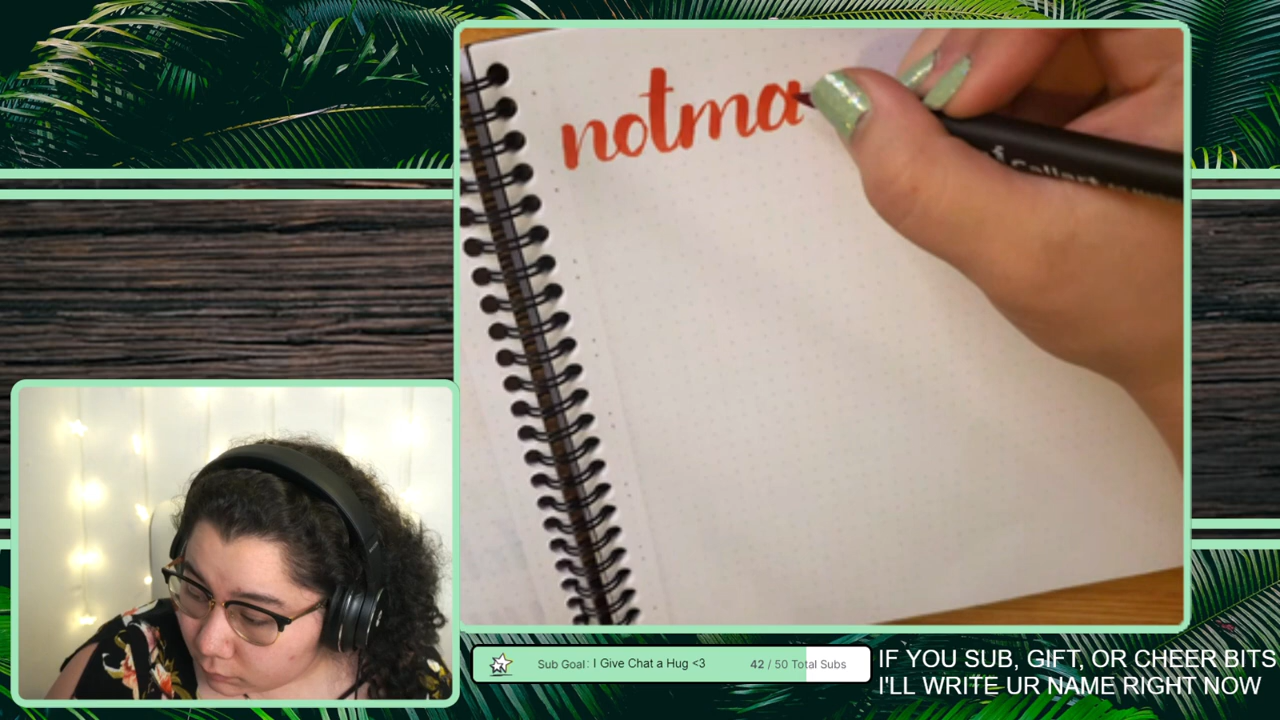 notma
Sub Goal: I Give Chat a Hug <3 42 / 50 Total Subs
IF YOU SUB, GIFT, OR CHEER BITS
I'LL WRITE UR NAME RIGHT NOW